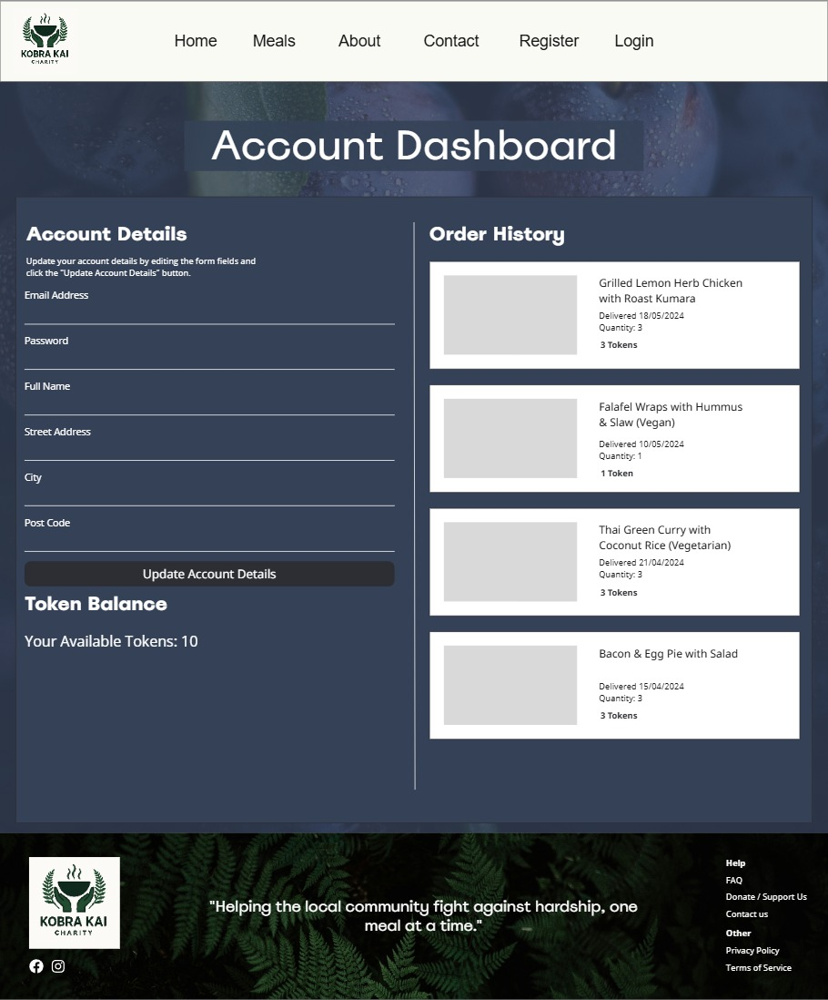 KOBRA KAI
CHARITY
Home Meals About Contact Register Login
Account Dashboard
Account Details
Update your account details by editing the form fields and
click the "Update Account Details" button.
Email Address
Password
Full Name
Street Address
City
Post Code
Update Account Details
Token Balance
Your Available Tokens: 10
Order History
Grilled Lemon Herb Chicken
with Roast Kumara
Delivered 18/05/2024
Quantity: 3
3 Tokens
Falafel Wraps with Hummus
& Slaw (Vegan)
Delivered 10/05/2024
Quantity: 1
1 Token
Thai Green Curry with
Coconut Rice (Vegetarian)
Delivered 21/04/2024
Quantity: 3
3 Tokens
Bacon & Egg Pie with Salad
Delivered 15/04/2024
Quantity: 3
3 Tokens
KOBRA KAI
CHARITY
"Helping the local community fight against hardship, one
meal at a time."
Help
FAQ
Donate / Support Us
Contact us
Other
Privacy Policy
Terms of Service